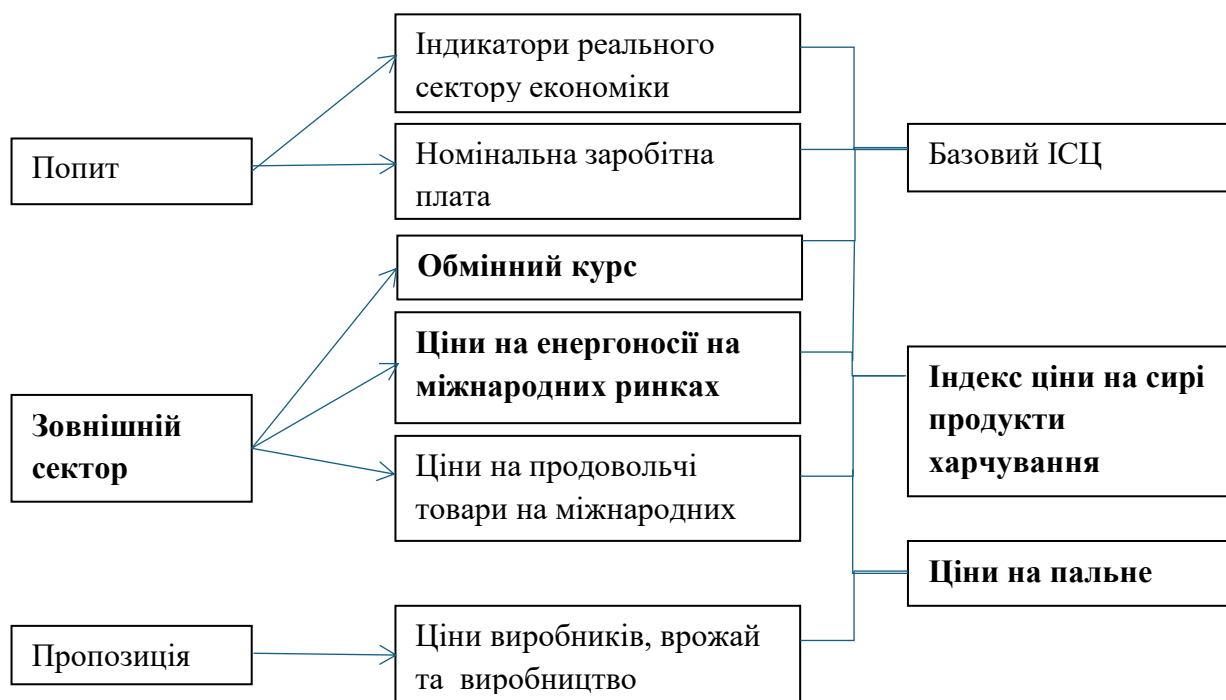 Індикатори реального
сектору економіки
Попит
Номінальна заробітна
плата
Базовий ІСЦ
Обмінний курс
Ціни на енергоносії на
міжнародних ринках
Зовнішній
сектор
Індекс ціни на сирі
продукти
харчування
Ціни на продовольчі
товари на міжнародних
Ціни на пальне
Пропозиція
Ціни виробників, врожай
та виробництво